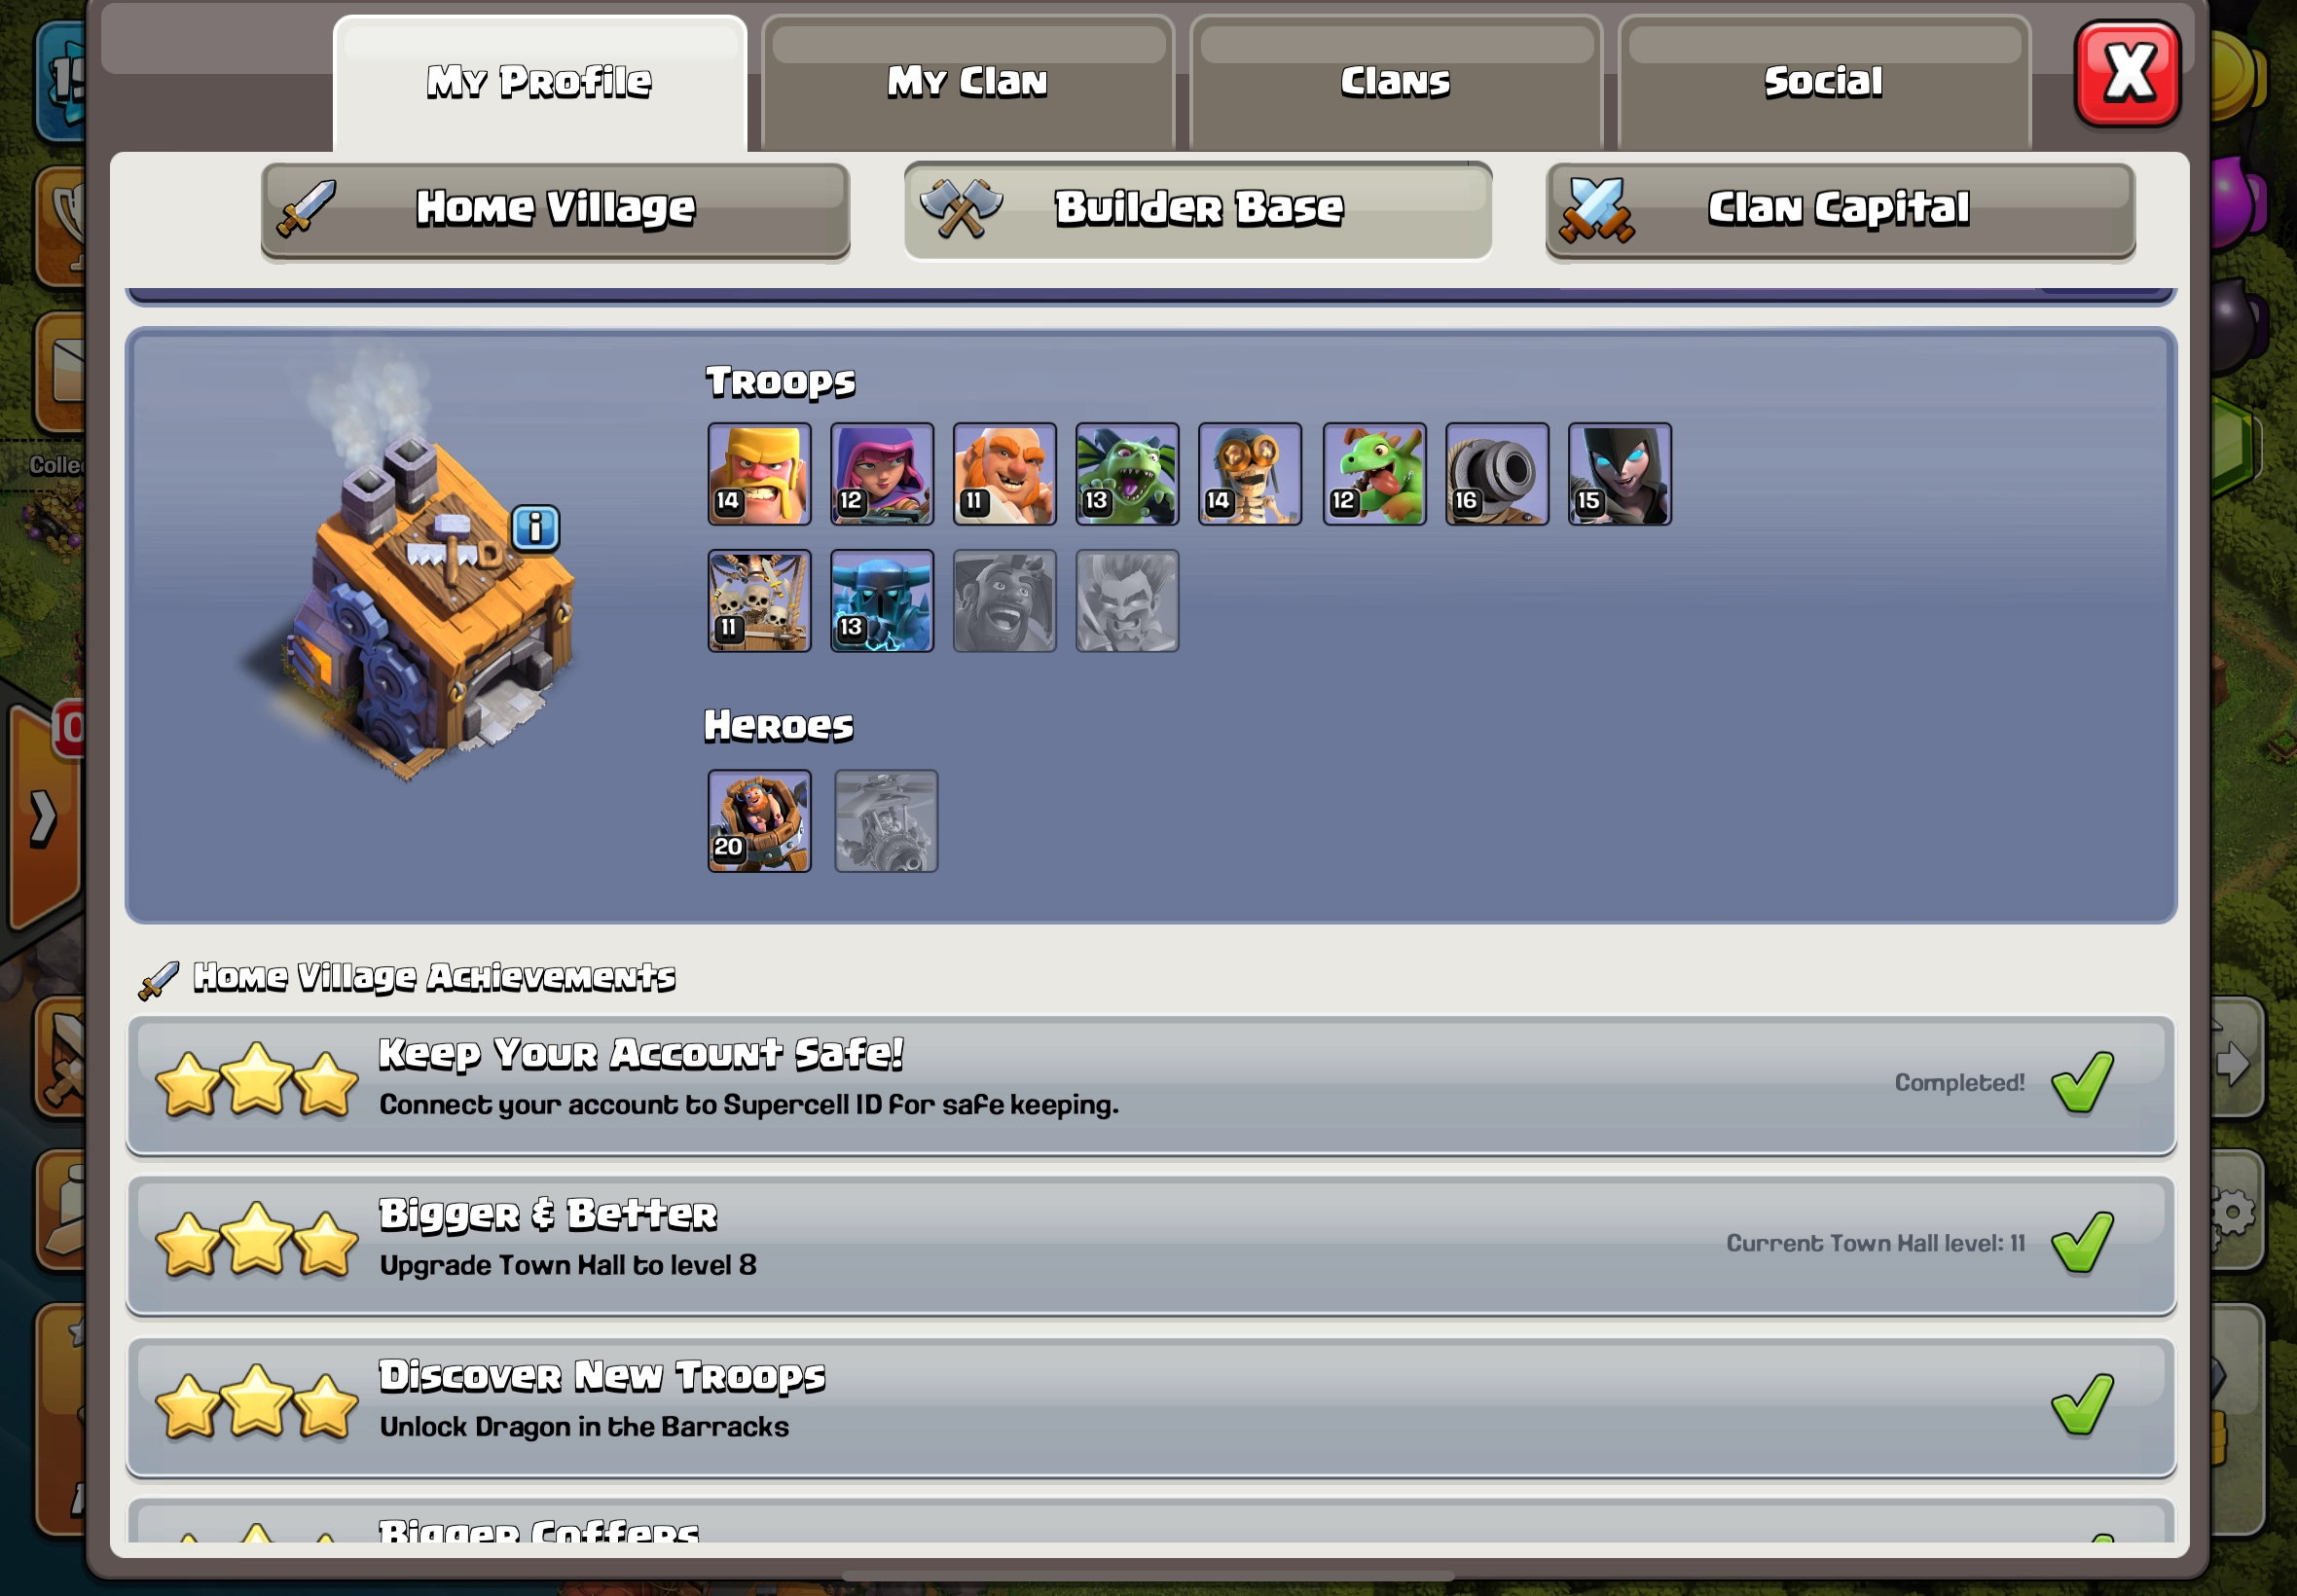 My Profile
My Clan
Clans
Social
X
Home Village
Builder Base
Clan Capital
Troops
14
12
11
13
14
12
16
15
11
13
Heroes
20
Home Village Achievements
Keep Your Account Safe!
Connect your account to Supercell ID for safe keeping.
Completed!
Bigger & Better
Upgrade Town Hall to level 8
Current Town Hall level: 11
Discover New Troops
Unlock Dragon in the Barracks
Bigger Coffers
10